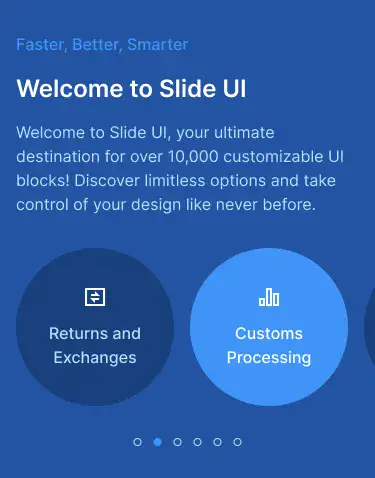 Faster, Better, Smarter
Welcome to Slide UI
Welcome to Slide UI, your ultimate
destination for over 10,000 customizable UI
blocks! Discover limitless options and take
control of your design like never before.
Returns and
Exchanges
Customs
Processing